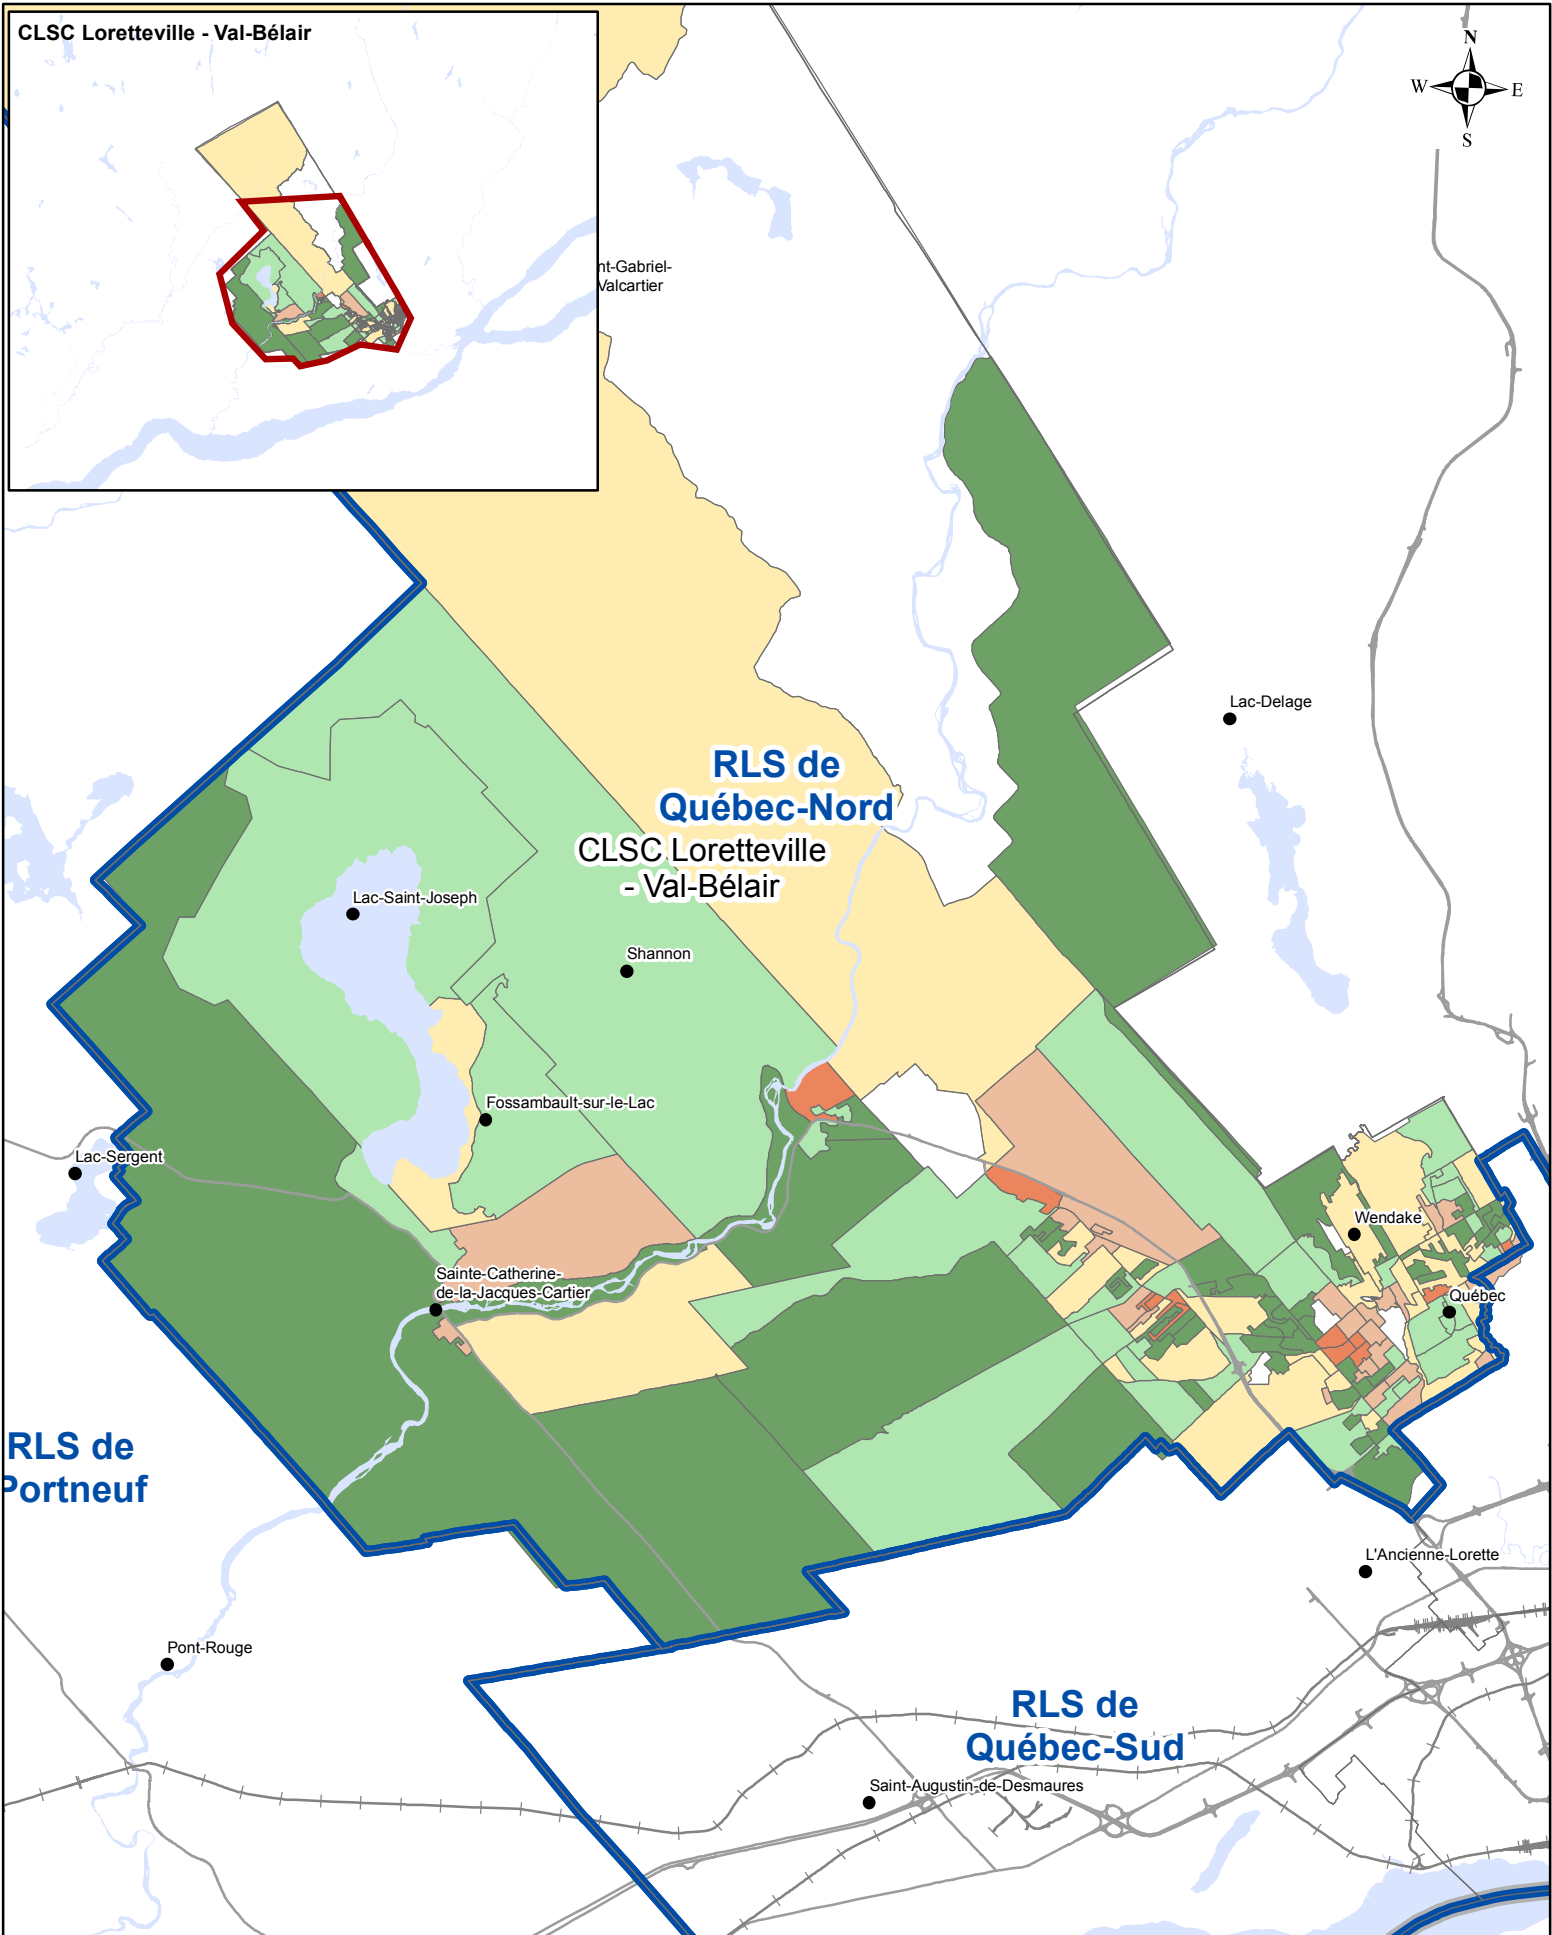 CLSC Loretteville - Val-Bélair
N
W
E
S
nt-Gabriel-
Valcartier
Lac-Delage
RLS de
Québec-Nord
CLSC Loretteville
- Val-Bélair
Lac-Saint-Joseph
Shannon
Fossambault-sur-le-Lac
Lac-Sergent
Wendake
Sainte-Catherine-
de-la-Jacques-Cartier
Québec
RLS de
Portneuf
L'Ancienne-Lorette
Pont-Rouge
RLS de
Québec-Sud
Saint-Augustin-de-Desmaures